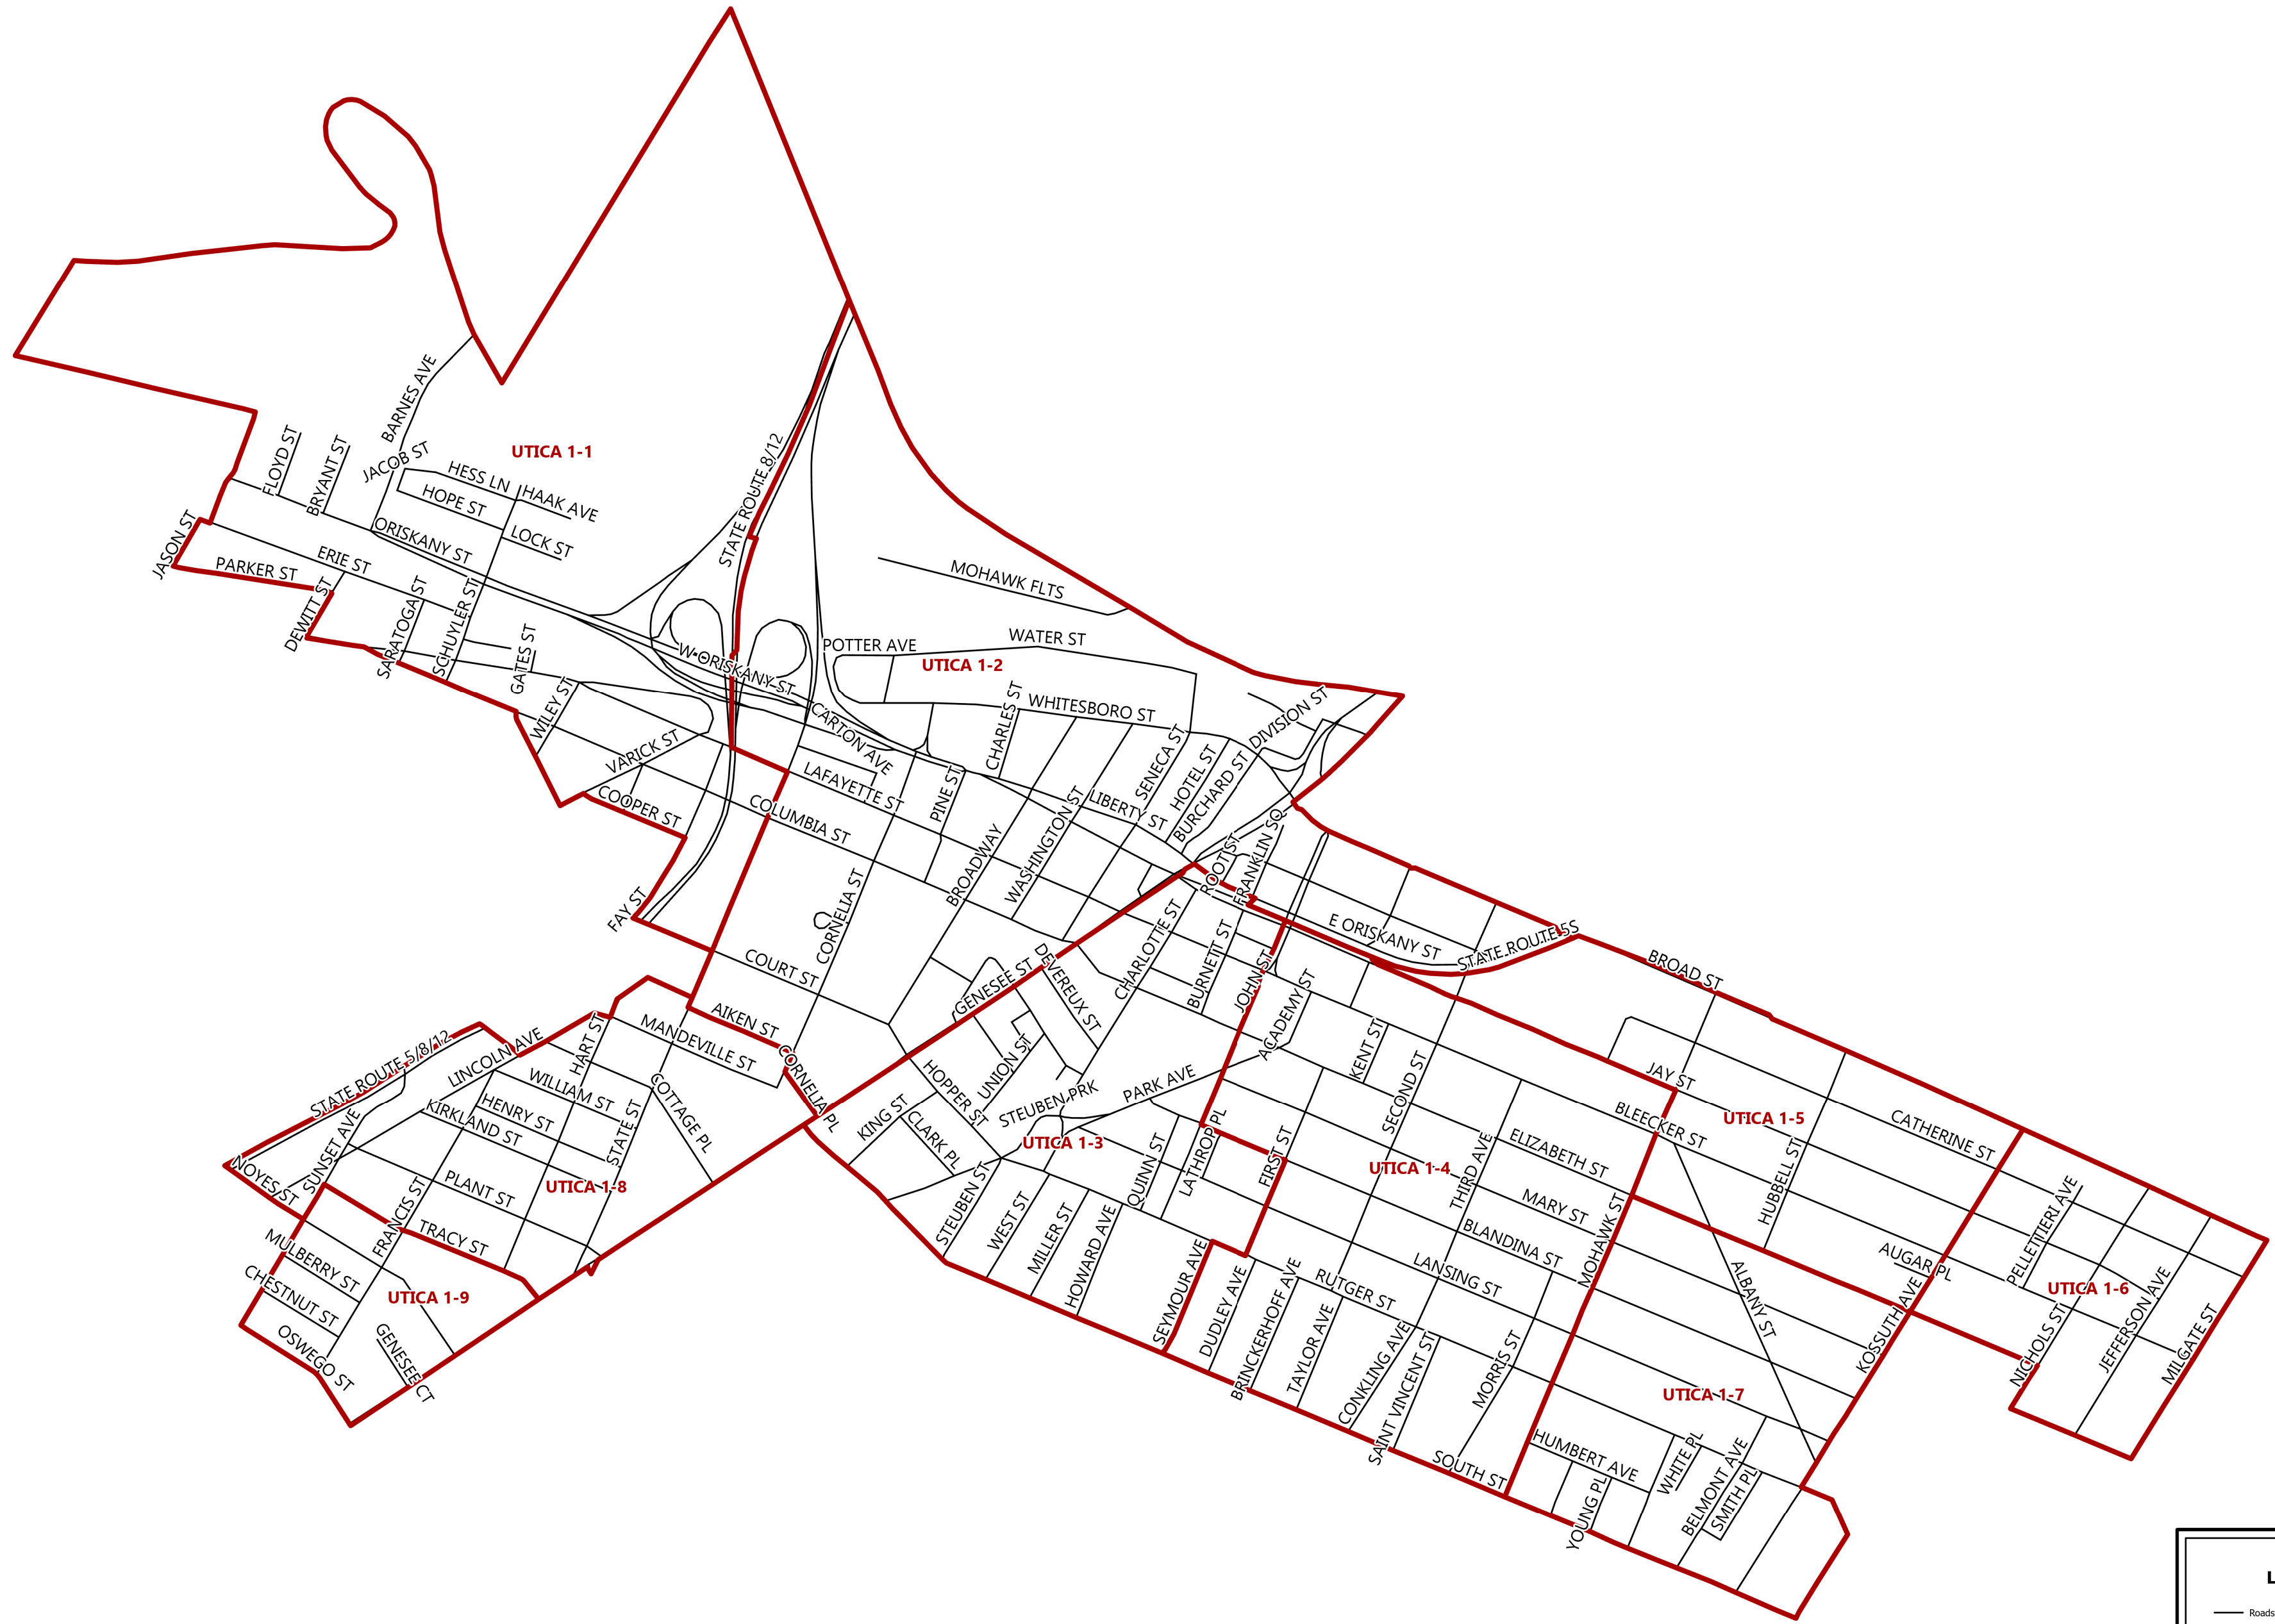 BARNES AVE
FLOYD ST
BRYANT ST
JACOB ST
HESS LN
HAAK AVE
HOPE ST
LOCK ST
UTICA 1-1
STATE ROUTE 8/12
ORISKANY ST
JASON ST
ERIE ST
PARKER ST
DEWITT ST
SARATOGA ST
SCHUYLER ST
GATES ST
WILEY ST
VARICK ST
COOPER ST
FAY ST
W ORISKANY ST
MOHAWK FLTS
POTTER AVE
WATER ST
UTICA 1-2
WHITESBORO ST
CHARLES ST
CARTON AVE
LAFAYETTE ST
COLUMBIA ST
PINE ST
BROADWAY
WASHINGTON ST
LIBERTY ST
SENECA ST
HOTEL ST
BURCHARD ST
DIVISION ST
ROOT ST
FRANKLIN SQ
CORNELIA ST
COURT ST
GENESEE ST
DEVEREUX ST
CHARLOTTE ST
BURNETT ST
JOHN ST
ACADEMY ST
E ORISKANY ST
STATE ROUTE 5S
BROAD ST
AIKEN ST
MANDEVILLE ST
CORNELIA PL
HART ST
LINCOLN AVE
STATE ROUTE 5/8/12
WILLIAM ST
HENRY ST
KIRKLAND ST
COTTAGE PL
STATE ST
SUNSET AVE
NOYES ST
PLANT ST
UTICA 1-8
FRANCIS ST
TRACY ST
MULBERRY ST
CHESTNUT ST
UTICA 1-9
OSWEGO ST
GENESEE CT
HOPPER ST
UNION ST
KING ST
CLARK PL
STEUBEN PRK
PARK AVE
UTICA 1-3
STEUBEN ST
WEST ST
MILLER ST
HOWARD AVE
QUINN ST
LATHROP PL
FIRST ST
KENT ST
SECOND ST
UTICA 1-4
THIRD AVE
ELIZABETH ST
MARY ST
BLANDINA ST
LANSING ST
RUTGER ST
SEYMOUR AVE
DUDLEY AVE
BRINCKERHOFF AVE
TAYLOR AVE
CONKLING AVE
SAINT VINCENT ST
MORRIS ST
SOUTH ST
MOHAWK ST
JAY ST
BLEECKER ST
UTICA 1-5
CATHERINE ST
HUBBELL ST
AUGAR PL
ALBANY ST
KOSSUTH AVE
PELLETTIERI AVE
UTICA 1-6
NICHOLS ST
JEFFERSON AVE
MILGATE ST
UTICA 1-7
HUMBERT AVE
WHITE PL
YOUNG PL
BELMONT AVE
SMITH PL
L
Roads